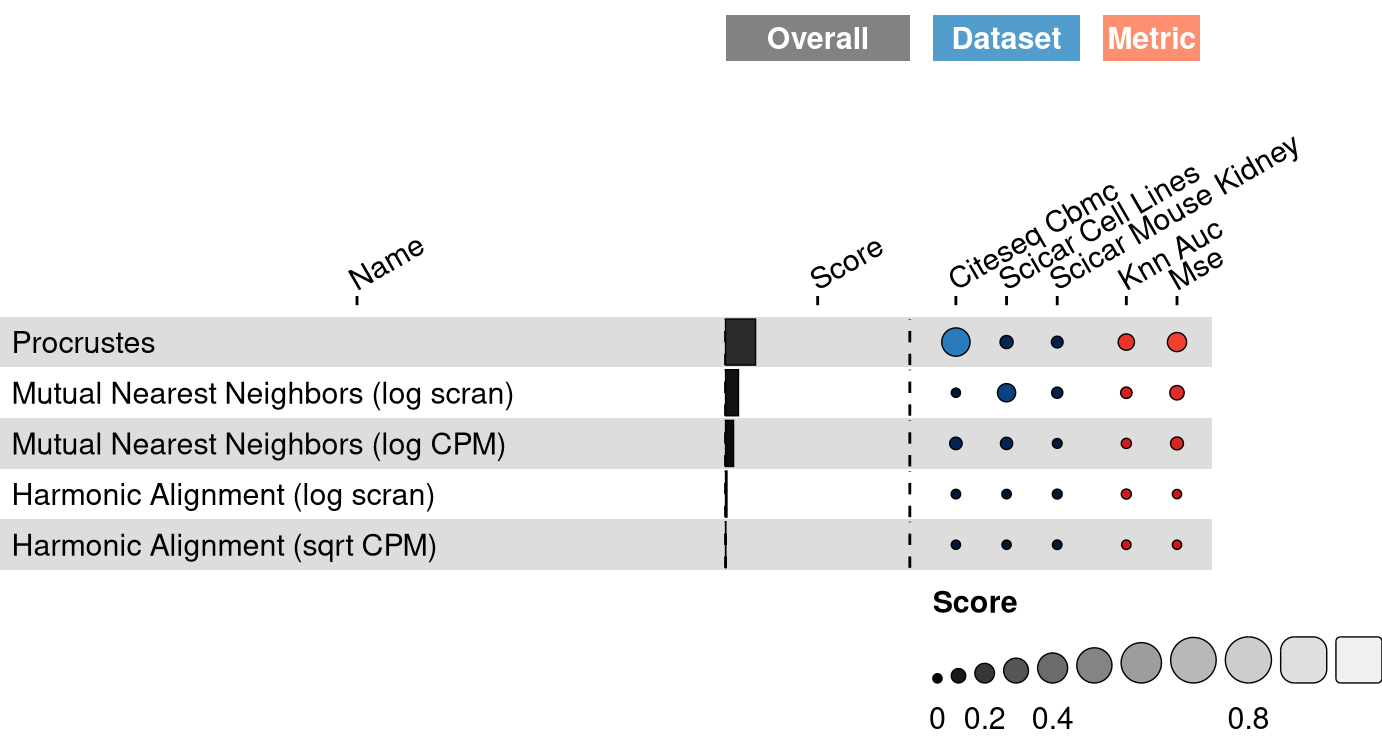 Overall Dataset Metric
Name Score Citeseq Cbmc Scicar Cell Lines Scicar Mouse Kidney Knn Auc Mse
Procrustes
Mutual Nearest Neighbors (log scran)
Mutual Nearest Neighbors (log CPM)
Harmonic Alignment (log scran)
Harmonic Alignment (sqrt CPM)
Score
0 0.2 0.4 0.8